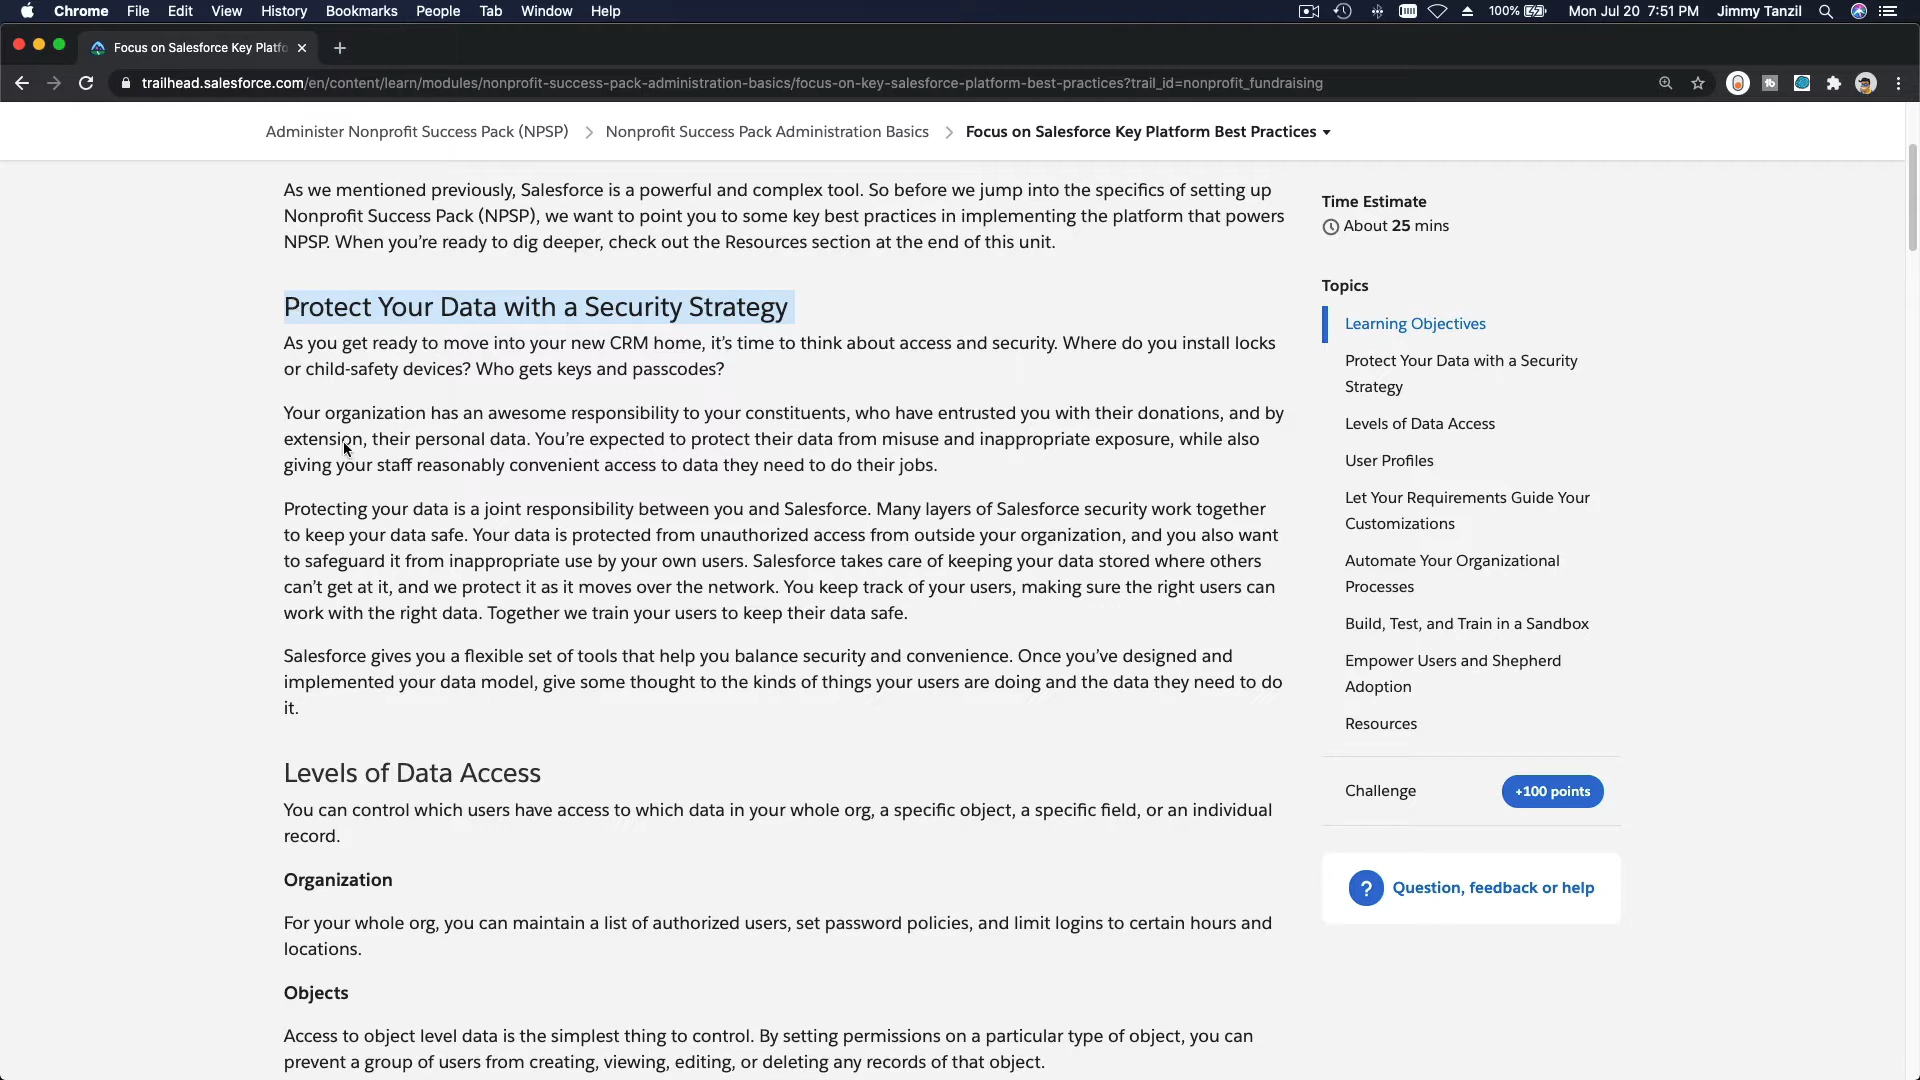 Chrome File Edit View History Bookmarks People Tab Window Help 100% Mon Jul 20 7:51 PM Jimmy Tanzil
Focus on Salesforce Key Platfo
trailhead.salesforce.com/en/content/learn/modules/nonprofit-success-pack-administration-basics/focus-on-key-salesforce-platform-best-practices?trail_id=nonprofit_fundraising
Administer Nonprofit Success Pack (NPSP) > Nonprofit Success Pack Administration Basics > Focus on Salesforce Key Platform Best Practices
As we mentioned previously, Salesforce is a powerful and complex tool. So before we jump into the specifics of setting up
Nonprofit Success Pack (NPSP), we want to point you to some key best practices in implementing the platform that powers
NPSP. When you're ready to dig deeper, check out the Resources section at the end of this unit.
Protect Your Data with a Security Strategy
As you get ready to move into your new CRM home, it's time to think about access and security. Where do you install locks
or child-safety devices? Who gets keys and passcodes?
Your organization has an awesome responsibility to your constituents, who have entrusted you with their donations, and by
extension, their personal data. You're expected to protect their data from misuse and inappropriate exposure, while also
giving your staff reasonably convenient access to data they need to do their jobs.
Protecting your data is a joint responsibility between you and Salesforce. Many layers of Salesforce security work together
to keep your data safe. Your data is protected from unauthorized access from outside your organization, and you also want
to safeguard it from inappropriate use by your own users. Salesforce takes care of keeping your data stored where others
can't get at it, and we protect it as it moves over the network. You keep track of your users, making sure the right users can
work with the right data. Together we train your users to keep their data safe.
Salesforce gives you a flexible set of tools that help you balance security and convenience. Once you've designed and
implemented your data model, give some thought to the kinds of things your users are doing and the data they need to do
it.
Levels of Data Access
You can control which users have access to which data in your whole org, a specific object, a specific field, or an individual
record.
Organization
For your whole org, you can maintain a list of authorized users, set password policies, and limit logins to certain hours and
locations.
Objects
Access to object level data is the simplest thing to control. By setting permissions on a particular type of object, you can
prevent a group of users from creating, viewing, editing, or deleting any records of that object.
Time Estimate
About 25 mins
Topics
Learning Objectives
Protect Your Data with a Security
Strategy
Levels of Data Access
User Profiles
Let Your Requirements Guide Your
Customizations
Automate Your Organizational
Processes
Build, Test, and Train in a Sandbox
Empower Users and Shepherd
Adoption
Resources
Challenge +100 points
? Question, feedback or help